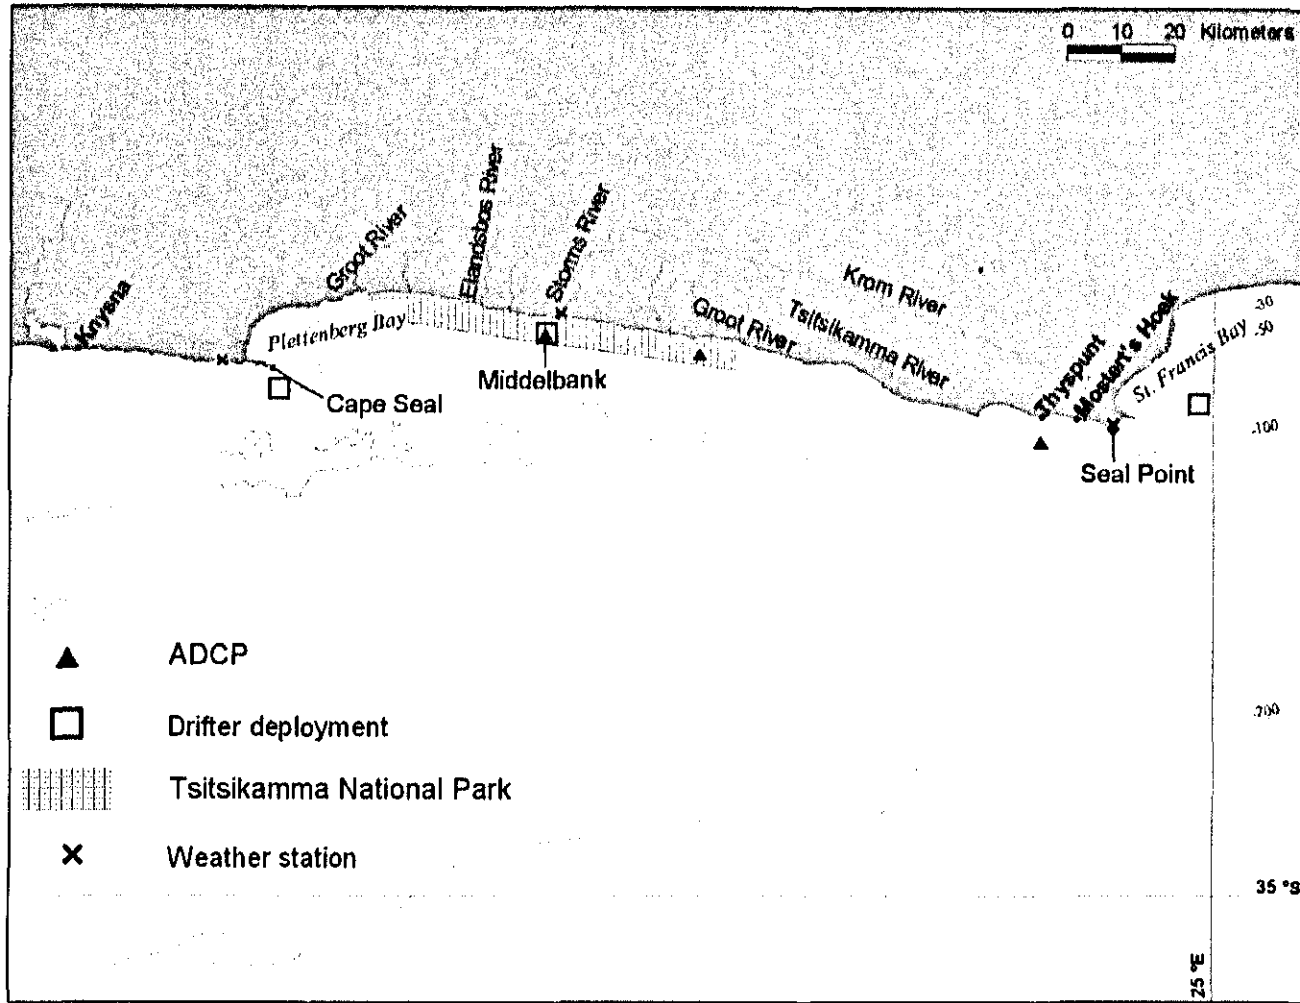 0 10 20 Kilometers
Elandsbos River
Storms River
Groot River
Krom River
Knysna
Plettenberg Bay
Groot River
Tsitsikamma River
Thyspunt
Mostert's Hoek
St. Francis Bay
-30
-50
Middelbank
Cape Seal
-100
Seal Point
ADCP
-200
Drifter deployment
Tsitsikamma National Park
Weather station
35 °S
25 °E